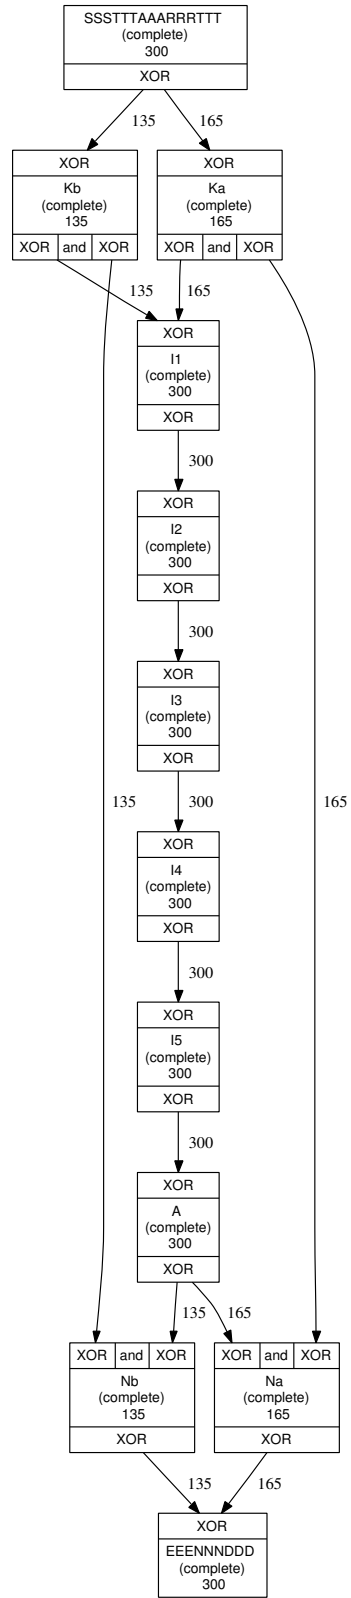 SSSTTTAAARRRTTT
(complete)
300
XOR
135
165
XOR
Kb
(complete)
135
XOR and XOR
XOR
Ka
(complete)
165
XOR and XOR
135
165
XOR
I1
(complete)
300
XOR
300
XOR
I2
(complete)
300
XOR
300
XOR
I3
(complete)
300
XOR
135
300
165
XOR
I4
(complete)
300
XOR
300
XOR
I5
(complete)
300
XOR
300
XOR
A
(complete)
300
XOR
135
165
XOR and XOR
Nb
(complete)
135
XOR
XOR and XOR
Na
(complete)
165
XOR
135
165
XOR
EEENNNDDD
(complete)
300